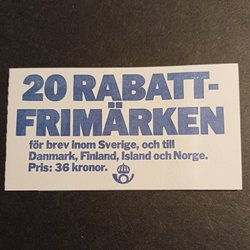 20 RABATT-
FRIMÄRKEN
för brev inom Sverige, och till
Danmark, Finland, Island och Norge.
Pris: 36 kronor.